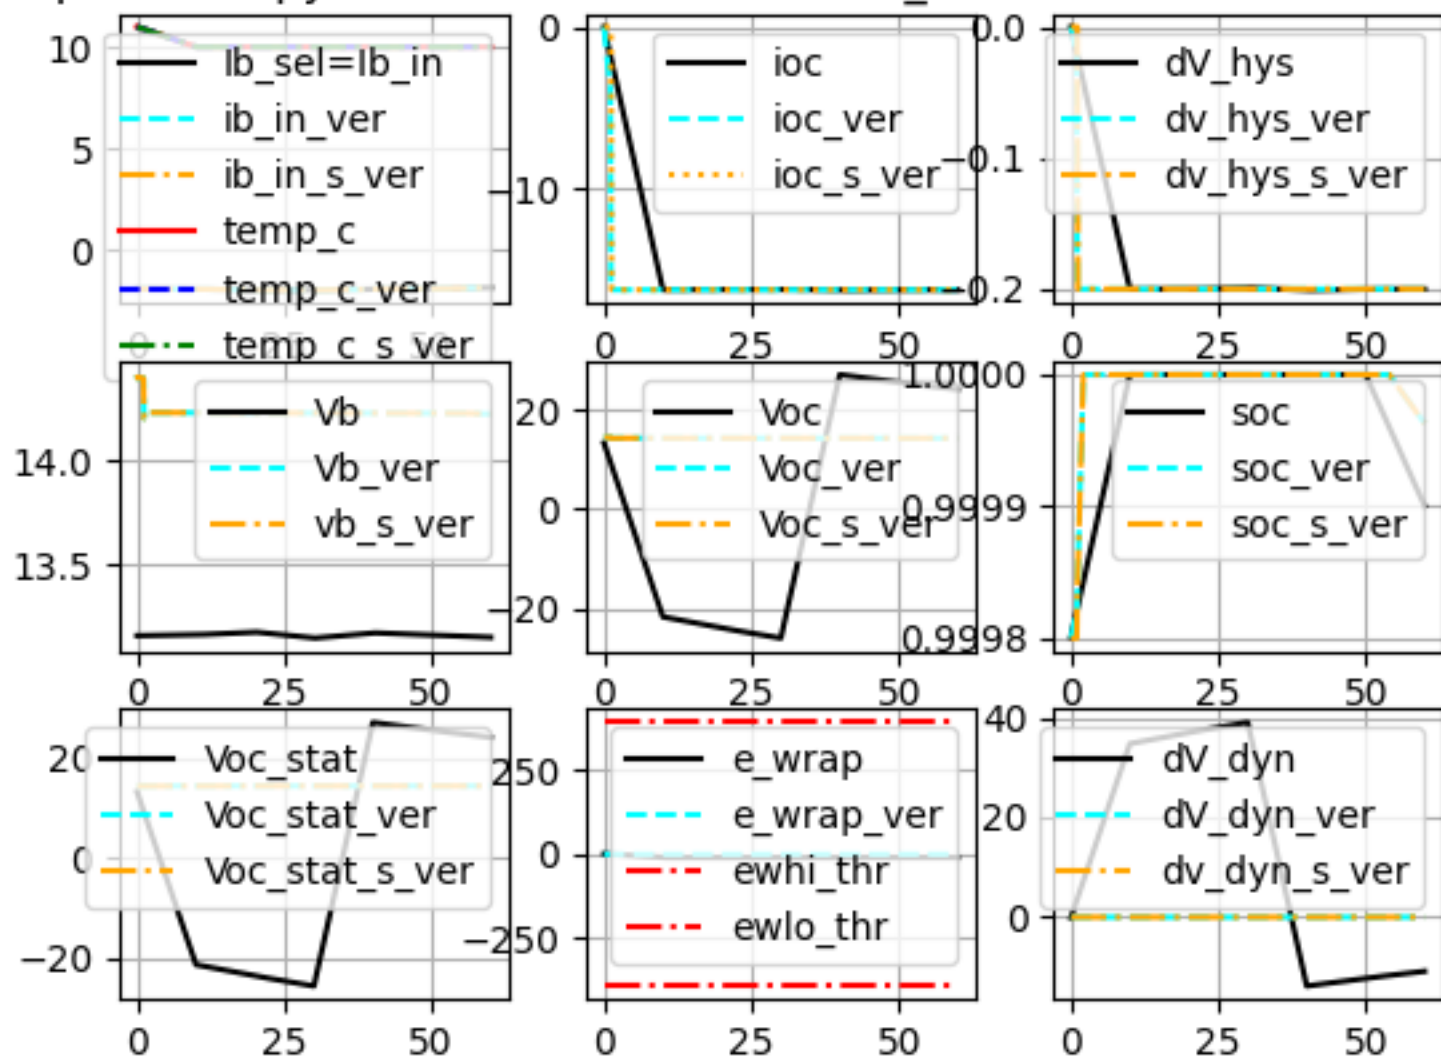 10
5
0
Ib_sel=Ib_in
ib_in_ver
ib_in_s_ver
temp_c
temp_c_ver
temp_c_s_ver
0 25 50
0
−10
ioc
ioc_ver
ioc_s_ver
0 25 50
0.0
−0.1
−0.2
dV_hys
dv_hys_ver
dv_hys_s_ver
0 25 50
14.0
13.5
Vb
Vb_ver
vb_s_ver
0 25 50
20
0
−20
Voc
Voc_ver
Voc_s_ver
0 25 50
1.0000
0.9999
0.9998
soc
soc_ver
soc_s_ver
0 25 50
20
0
−20
Voc_stat
Voc_stat_ver
Voc_stat_s_ver
0 25 50
250
0
−250
e_wrap
e_wrap_ver
ewhi_thr
ewlo_thr
0 25 50
40
20
0
dV_dyn
dV_dyn_ver
dv_dyn_s_ver
0 25 50